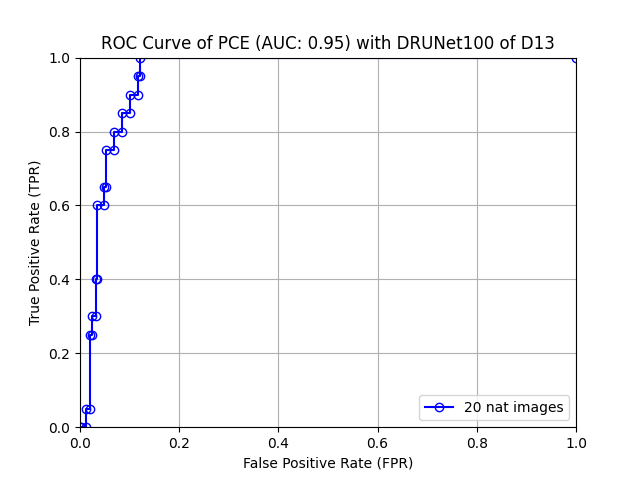 ROC Curve of PCE (AUC: 0.95) with DRUNet100 of D13
True Positive Rate (TPR)
1.0
0.8
0.6
0.4
0.2
0.0
20 nat images
0.0 0.2 0.4 0.6 0.8 1.0
False Positive Rate (FPR)